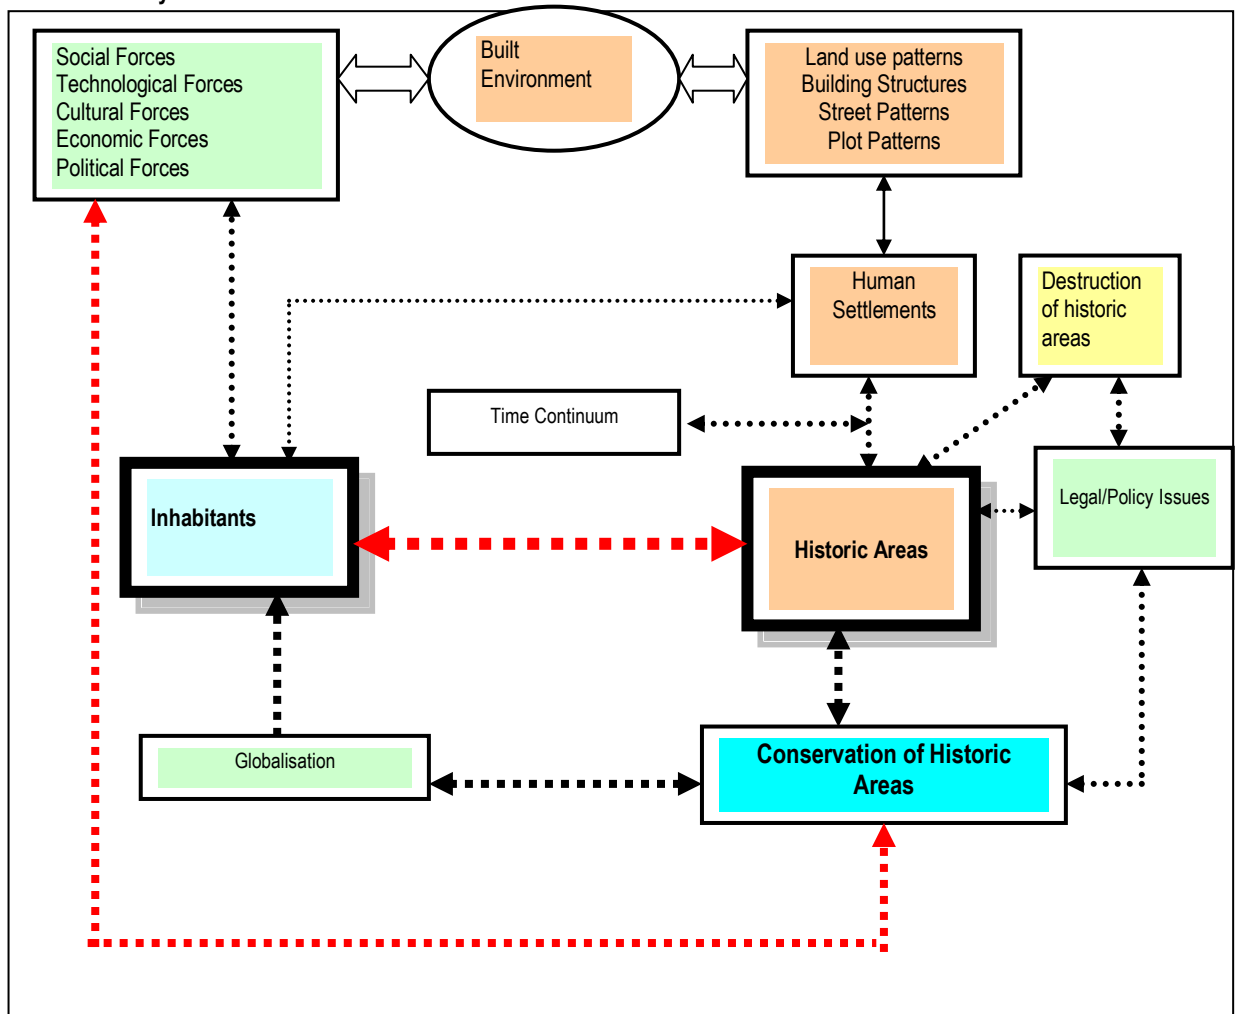 Social Forces
Technological Forces
Cultural Forces
Economic Forces
Political Forces
Built
Environment
Land use patterns
Building Structures
Street Patterns
Plot Patterns
Human
Settlements
Destruction
of historic
areas
Time Continuum
Inhabitants
Historic Areas
Legal/Policy Issues
Globalisation
Conservation of Historic
Areas